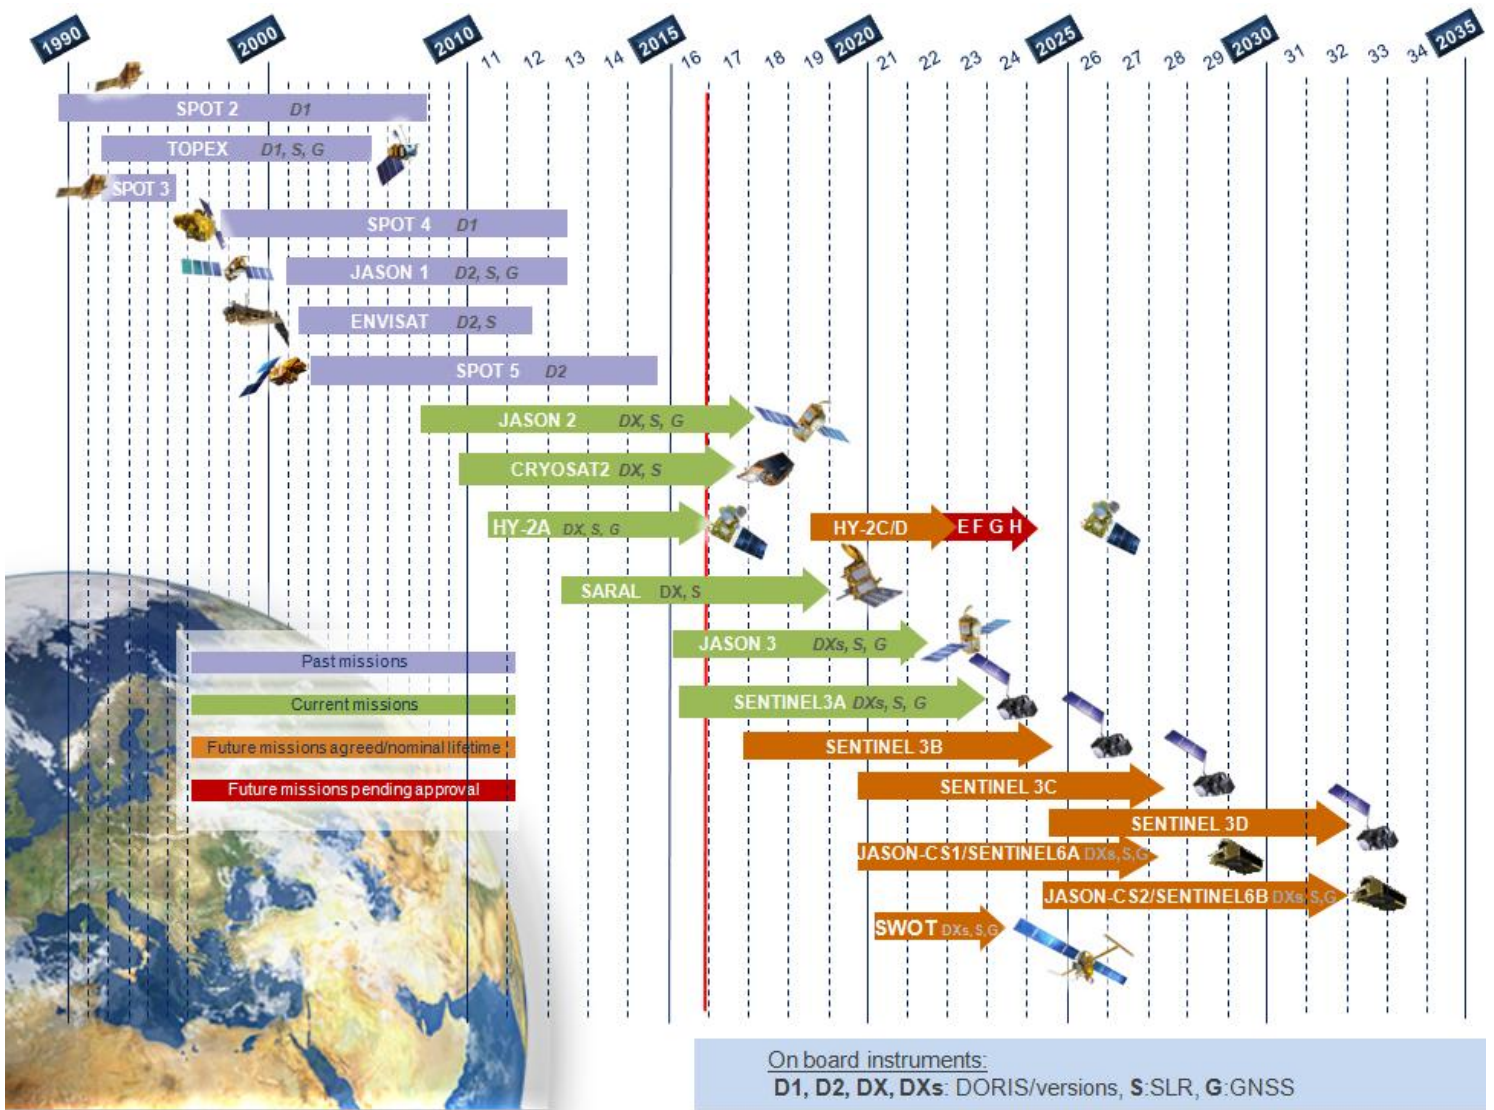 1990 2000 2010 2015 2020 2025 2030 2035
11 12 13 14 16 17 18 19 21 22 23 24 26 27 28 29 31 32 33 34
SPOT 2 D1
TOPEX D1, S, G
SPOT 3
SPOT 4 D1
JASON 1 D2, S, G
ENVISAT D2, S
SPOT 5 D2
JASON 2 DX, S, G
CRYOSAT2 DX, S
HY-2A DX, S, G HY-2C/D E F G H
SARAL DX, S
JASON 3 DXs, S, G
Past missions
SENTINEL3A DXs, S, G
Current missions
SENTINEL 3B
Future missions agreed/nominal lifetime
SENTINEL 3C
Future missions pending approval
SENTINEL 3D
JASON-CS1/SENTINEL6A DXs,S,G
JASON-CS2/SENTINEL6B DXs,S,G
SWOT DXs,S,G
On board instruments:
D1, D2, DX, DXs: DORIS/versions, S:SLR, G:GNSS